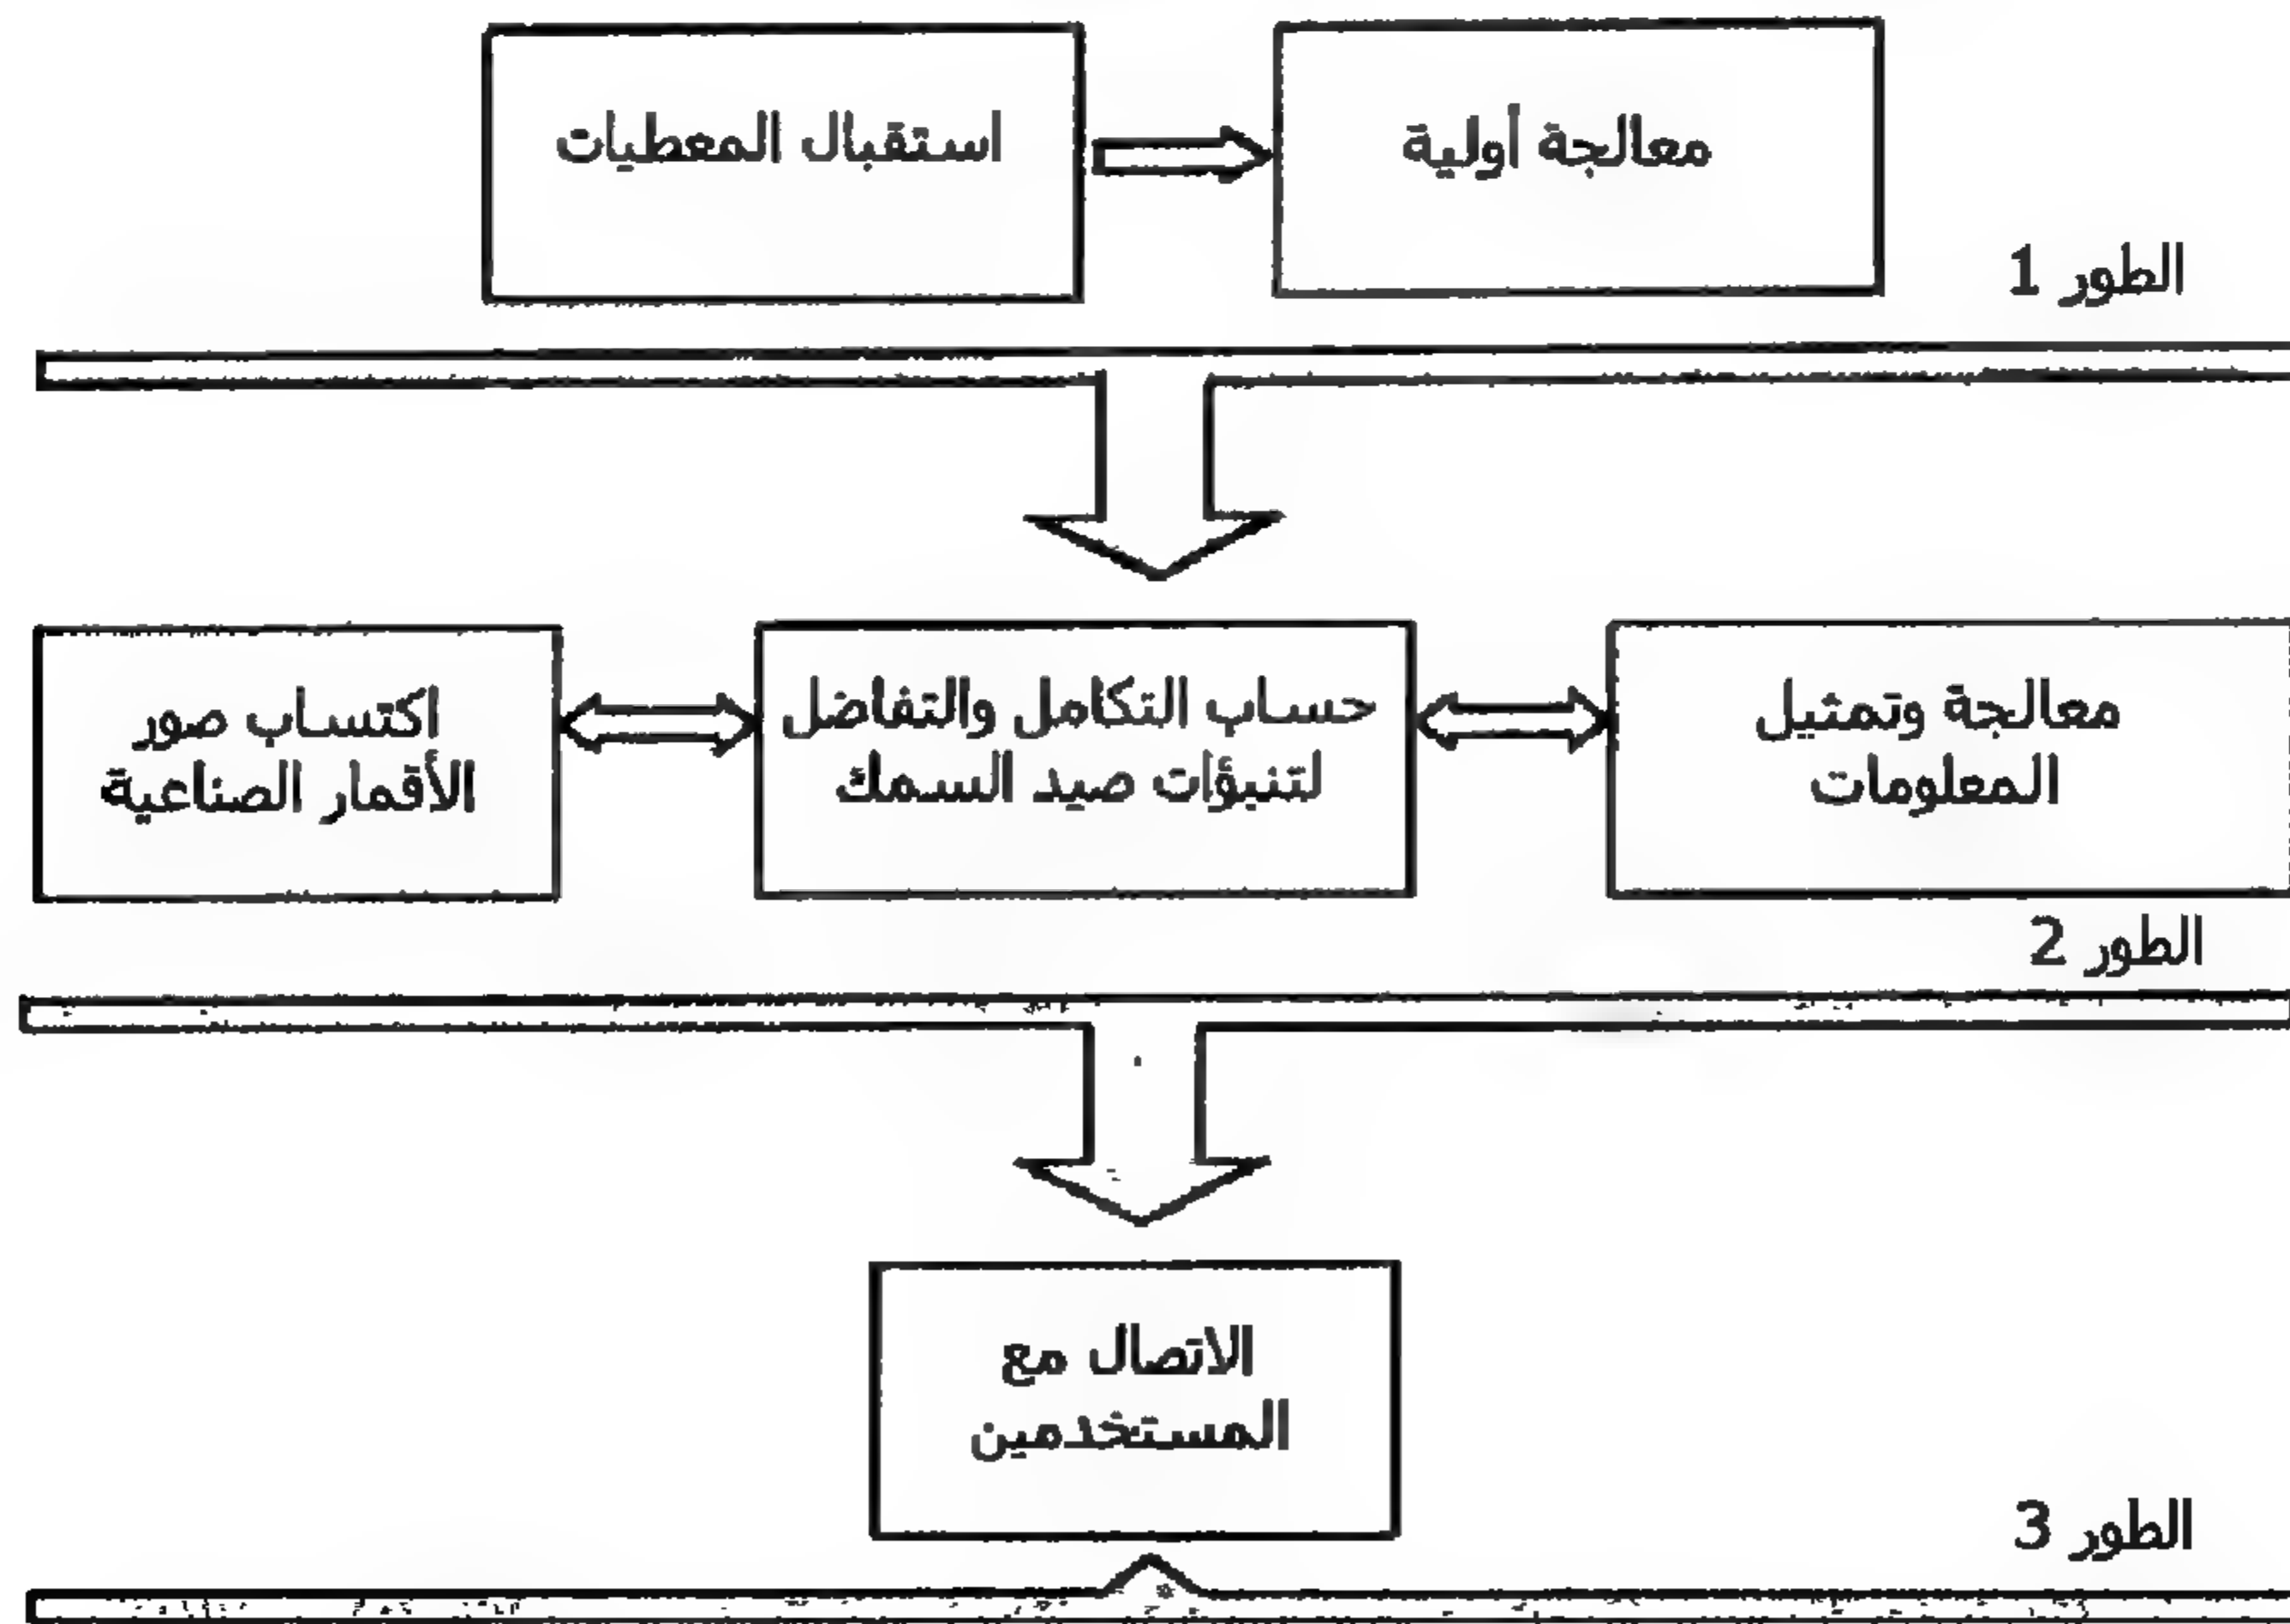 استقبال المعطيات
معالجة أولية
الطور 1
معالجة وتمثيل
المعلومات
حساب التكامل والتفاضل
لتنبؤات صيد السمك
اكتساب صور
الأقمار الصناعية
الطور 2
الاتصال مع
المستخدمين
الطور 3